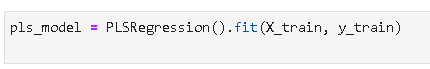 pls_model = PLSRegression().fit(X_train, y_train)